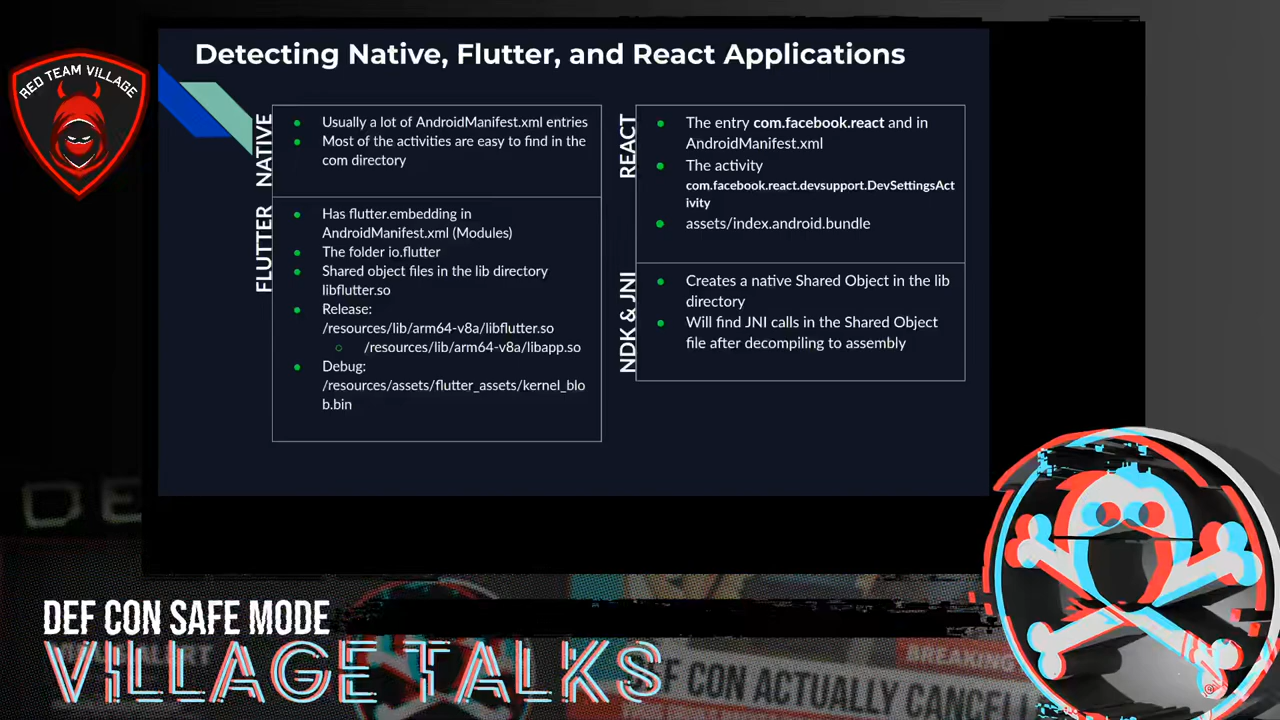 RED TEAM VILLAGE
Detecting Native, Flutter, and React Applications
NATIVE
Usually a lot of AndroidManifest.xml entries
Most of the activities are easy to find in the
com directory
FLUTTER
Has flutter.embedding in
AndroidManifest.xml (Modules)
The folder io.flutter
Shared object files in the lib directory
libflutter.so
Release:
/resources/lib/arm64-v8a/libflutter.so
/resources/lib/arm64-v8a/libapp.so
Debug:
/resources/assets/flutter_assets/kernel_blo
b.bin
REACT
The entry com.facebook.react and in
AndroidManifest.xml
The activity
com.facebook.react.devsupport.DevSettingsAct
ivity
assets/index.android.bundle
NDK & JNI
Creates a native Shared Object in the lib
directory
Will find JNI calls in the Shared Object
file after decompiling to assembly
DEF CON SAFE MODE
VILLAGE TALKS
BREAKING
DEF CON ACTUALLY CANCELL